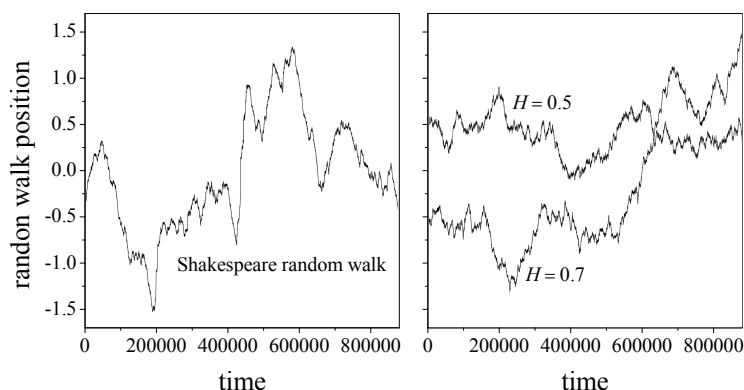 randon walk position
1.5
1.0
0.5
0.0
-0.5
-1.0
-1.5
Shakespeare random walk
0 200000 400000 600000 800000
time
H = 0.5
H = 0.7
0 200000 400000 600000 800000
time